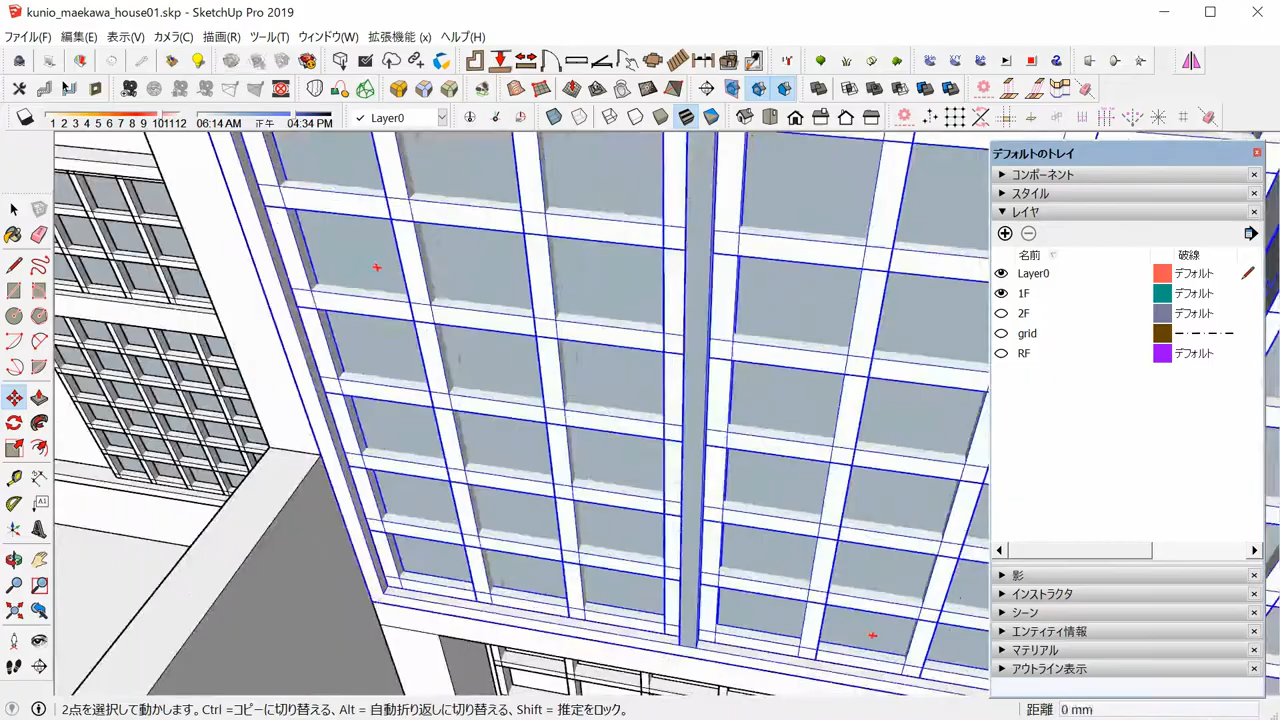 kunio_maekawa_house01.skp - SketchUp Pro 2019
ファイル(F) 編集(E) 表示(V) カメラ(C) 描画(R) ツール(T) ウィンドウ(W) 拡張機能 (x) ヘルプ(H)
1 2 3 4 5 6 7 8 9 101112 06:14 AM 正午 04:34 PM Layer0
デフォルトのトレイ
コンポーネント
スタイル
レイヤ
名前 破線
Layer0 デフォルト
1F デフォルト
2F デフォルト
grid
RF デフォルト
影
インストラクタ
シーン
エンティティ情報
マテリアル
アウトライン表示
A1
2点を選択して動かします。Ctrl =コピーに切り替える、Alt = 自動折り返しに切り替える、Shift = 推定をロック。 距離 0 mm